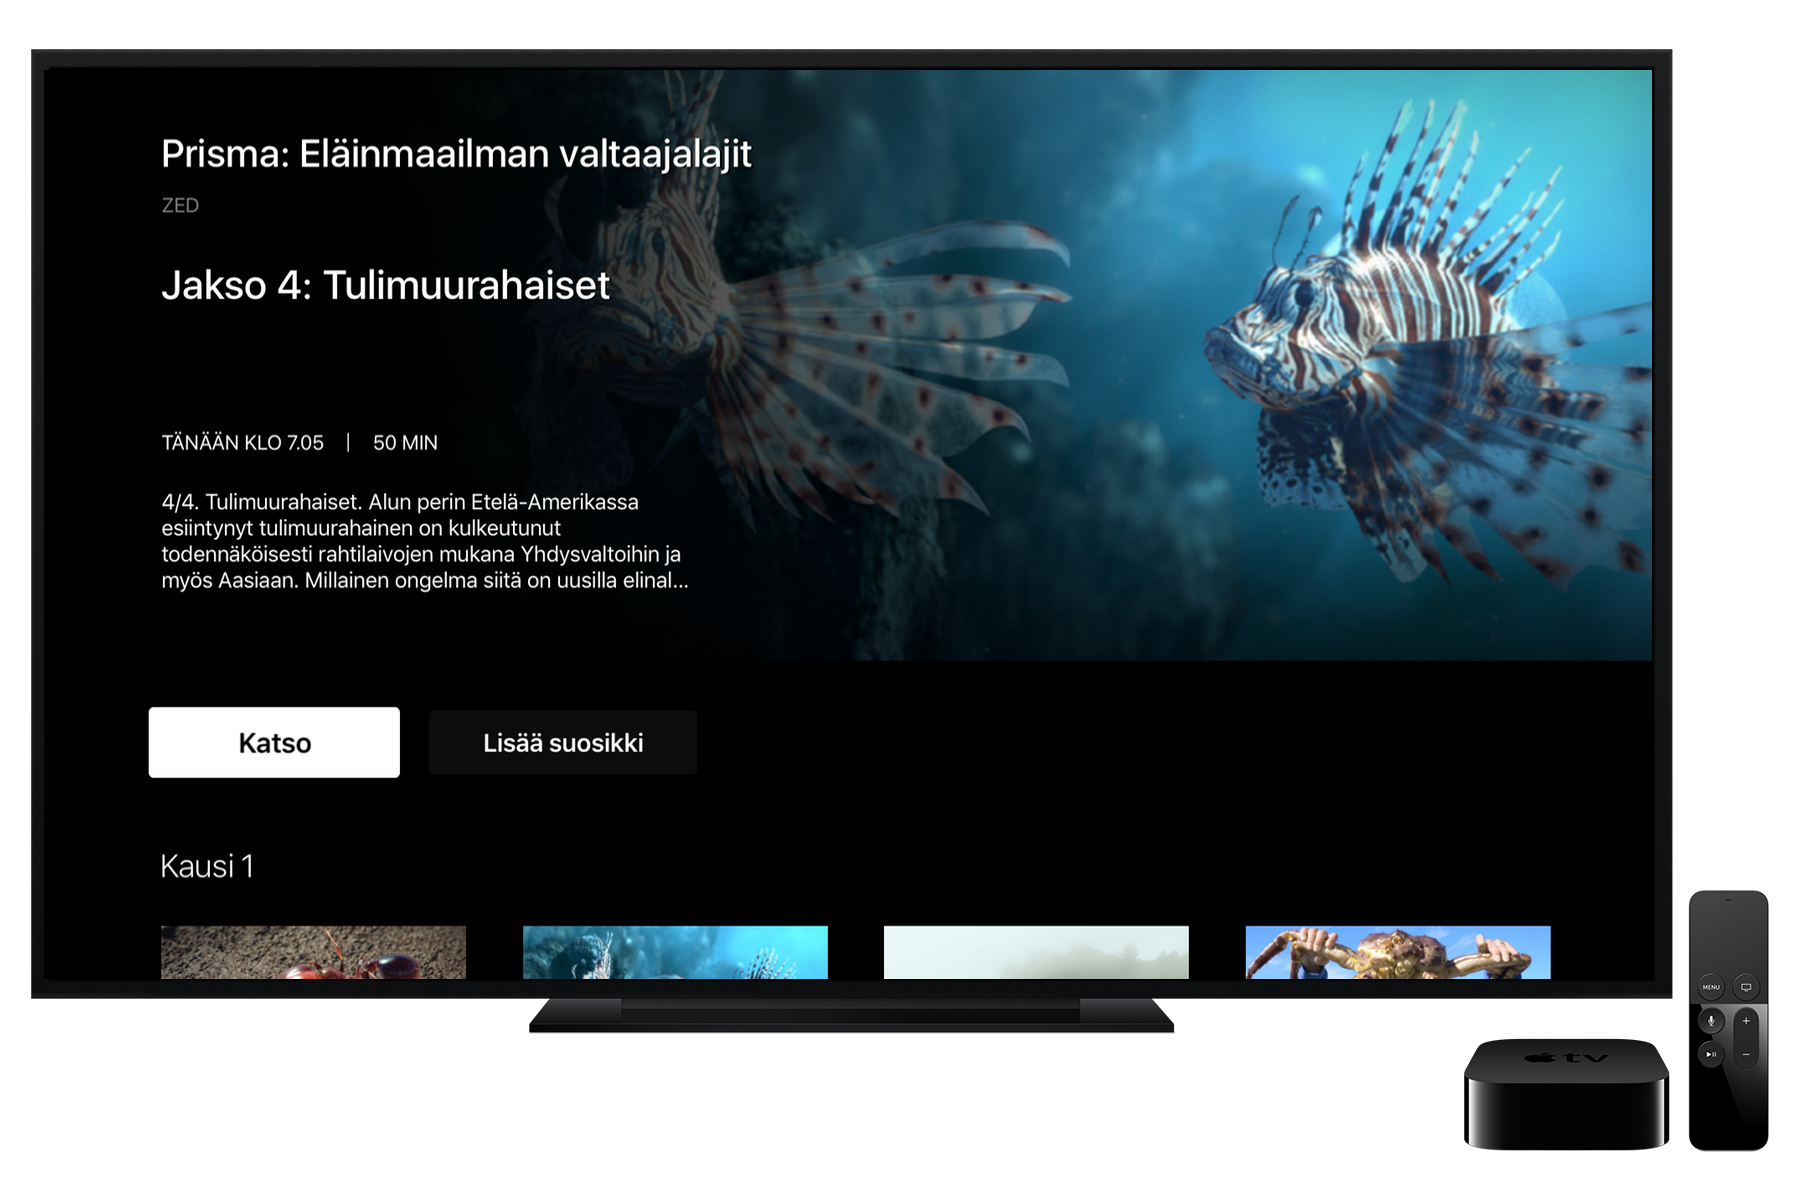 Prisma: Eläinmaailman valtaajalajit
ZED
Jakso 4: Tulimuurahaiset
TÄNÄÄN KLO 7.05 | 50 MIN
4/4. Tulimuurahaiset. Alun perin Etelä-Amerikassa
esiintynyt tulimuurahainen on kulkeutunut
todennäköisesti rahtilaivojen mukana Yhdysvaltoihin ja
myös Aasiaan. Millainen ongelma siitä on uusilla elinal...
Katso
Lisää suosikki
Kausi 1
MENU
tv